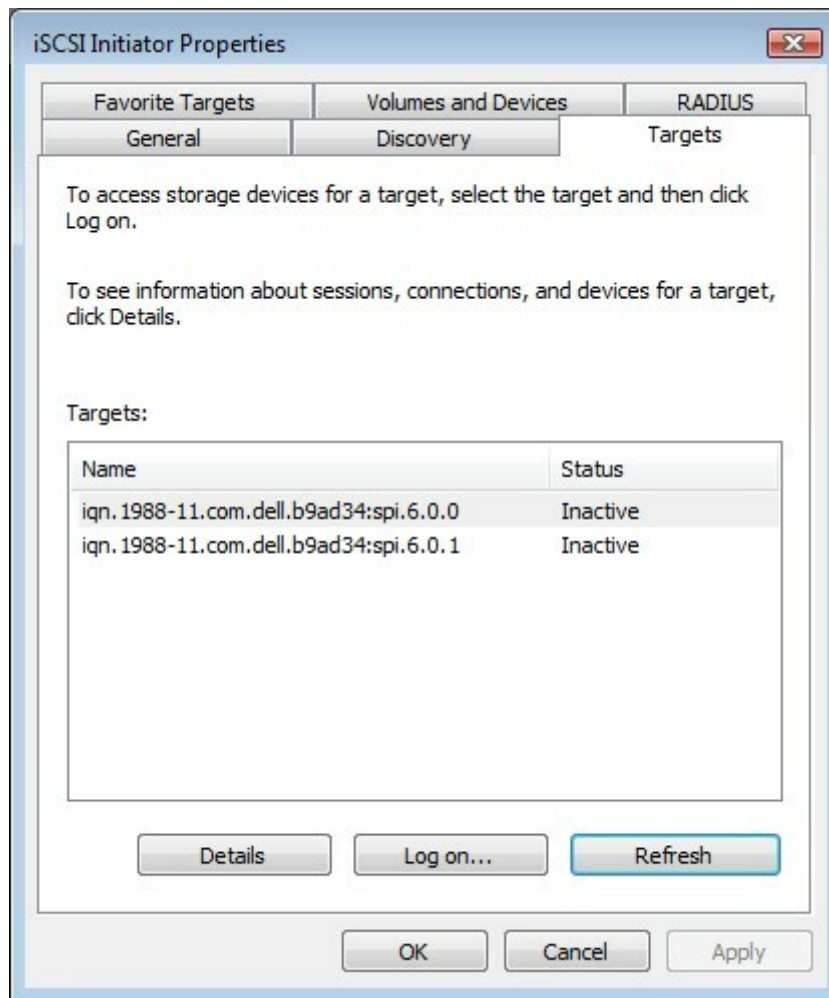 iSCSI Initiator Properties
Favorite Targets
Volumes and Devices
RADIUS
General
Discovery
Targets
To access storage devices for a target, select the target and then click
Log on.
To see information about sessions, connections, and devices for a target,
click Details.
Targets:
Name Status
iqn.1988-11.com.dell.b9ad34:spi.6.0.0 Inactive
iqn.1988-11.com.dell.b9ad34:spi.6.0.1 Inactive
Details
Log on...
Refresh
OK
Cancel
Apply